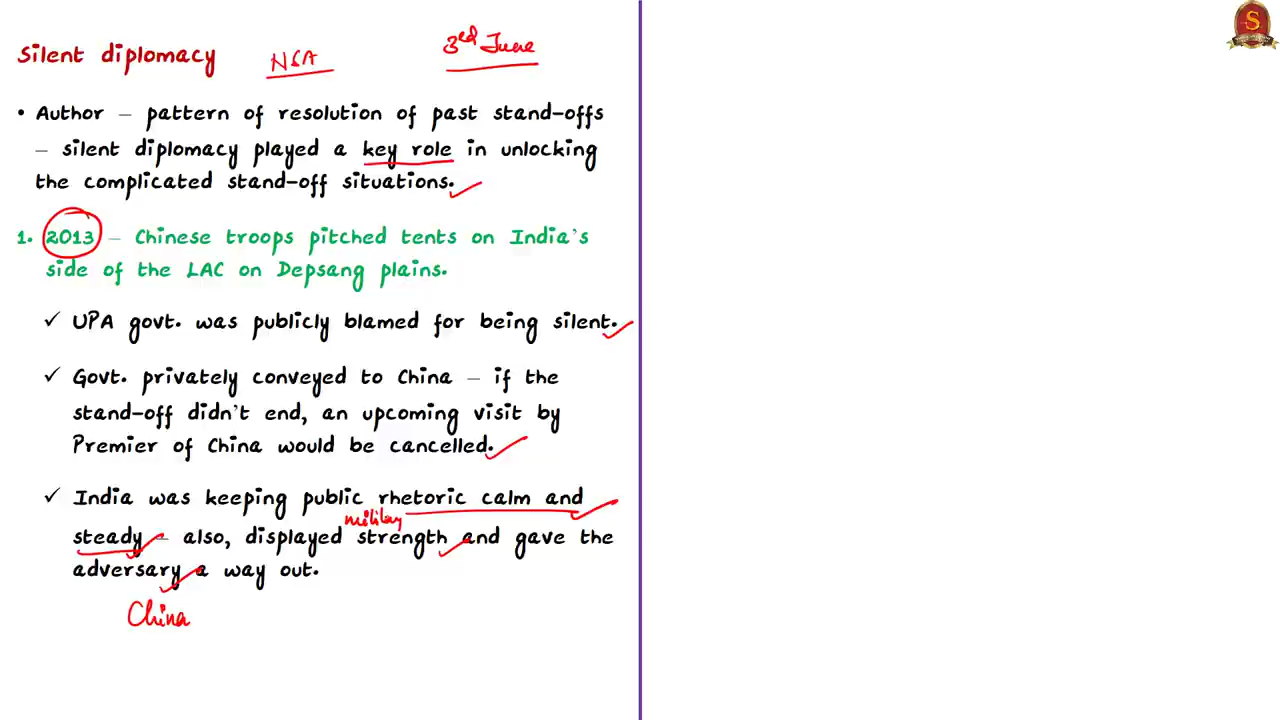 Silent diplomacy NSA 3rd June
• Author – pattern of resolution of past stand-offs
– silent diplomacy played a key role in unlocking
the complicated stand-off situations.
1. 2013 – Chinese troops pitched tents on India's
side of the LAC on Depsang plains.
✓ UPA govt. was publicly blamed for being silent.
✓ Govt. privately conveyed to China – if the
stand-off didn't end, an upcoming visit by
Premier of China would be cancelled.
✓ India was keeping public rhetoric calm and
military
steady – also, displayed strength and gave the
adversary a way out.
China
S